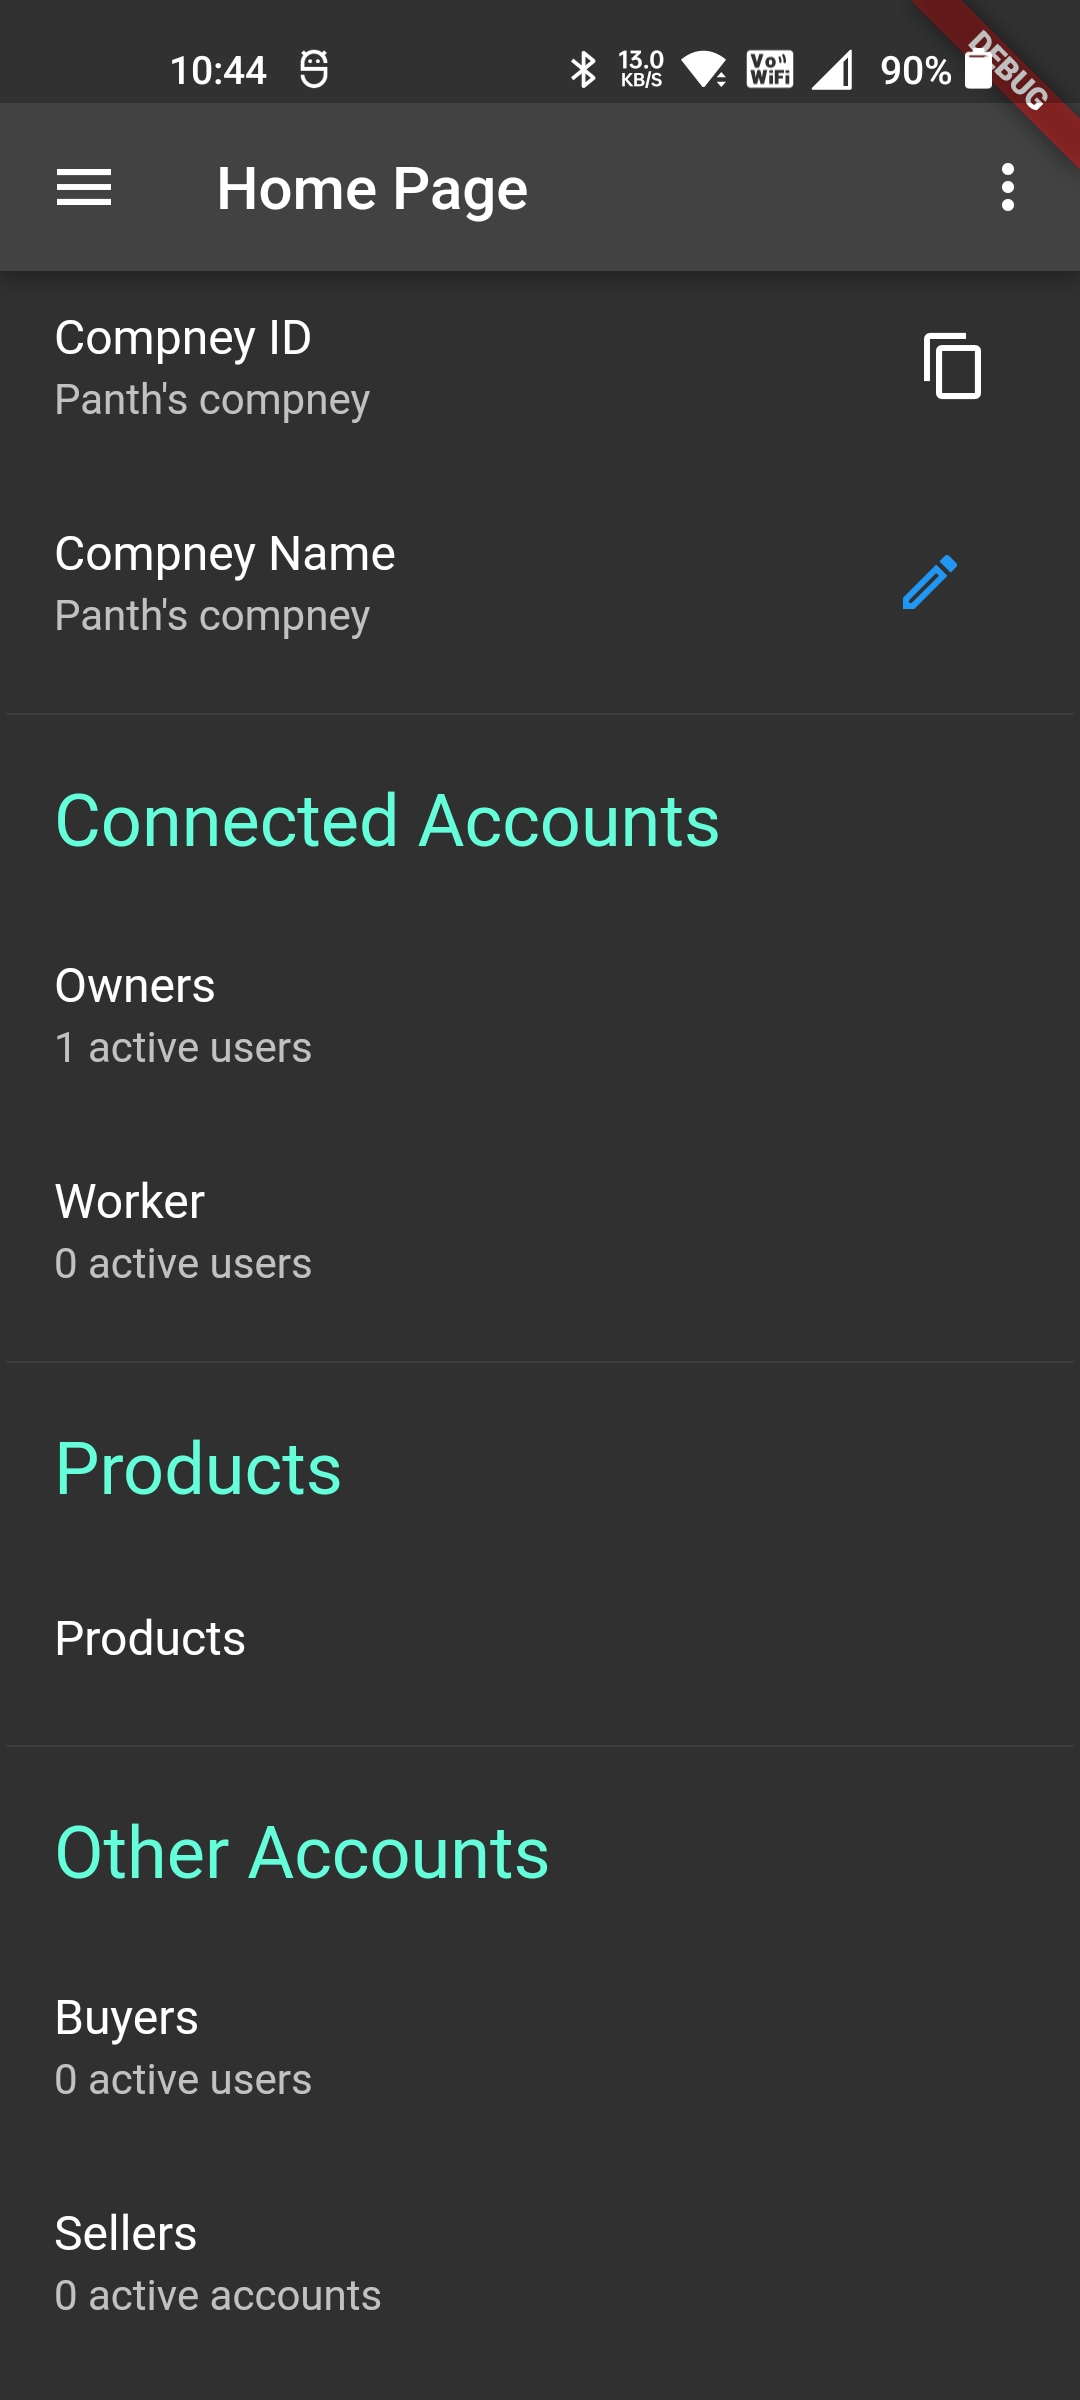 10:44 13.0 KB/S Vo WiFi 90%
DEBUG
Home Page
Compney ID
Panth's compney
Compney Name
Panth's compney
Connected Accounts
Owners
1 active users
Worker
0 active users
Products
Products
Other Accounts
Buyers
0 active users
Sellers
0 active accounts